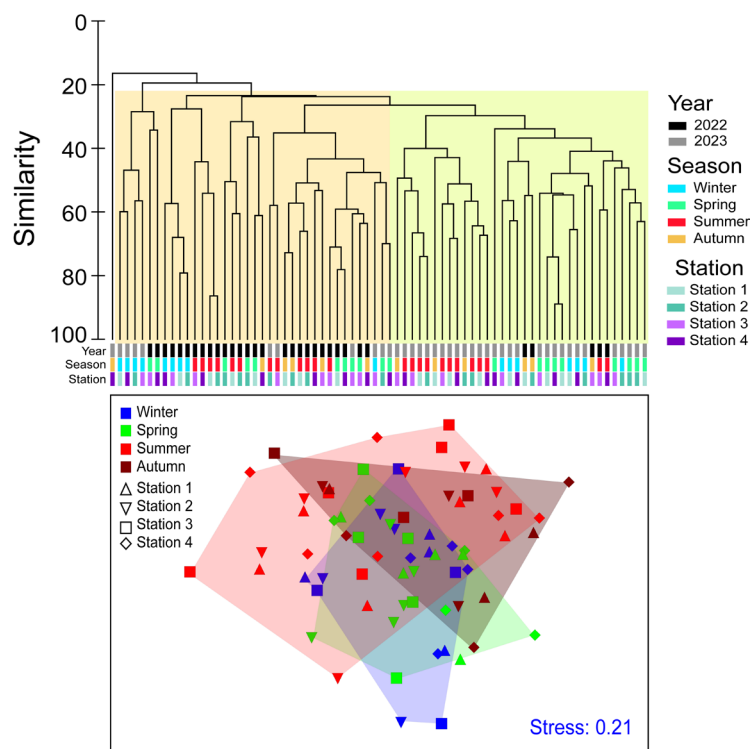 0
20
40
60
80
100
Similarity
Year
2022
2023
Season
Winter
Spring
Summer
Autumn
Station
Station 1
Station 2
Station 3
Station 4
Year
Season
Station
Winter
Spring
Summer
Autumn
Station 1
Station 2
Station 3
Station 4
Stress: 0.21